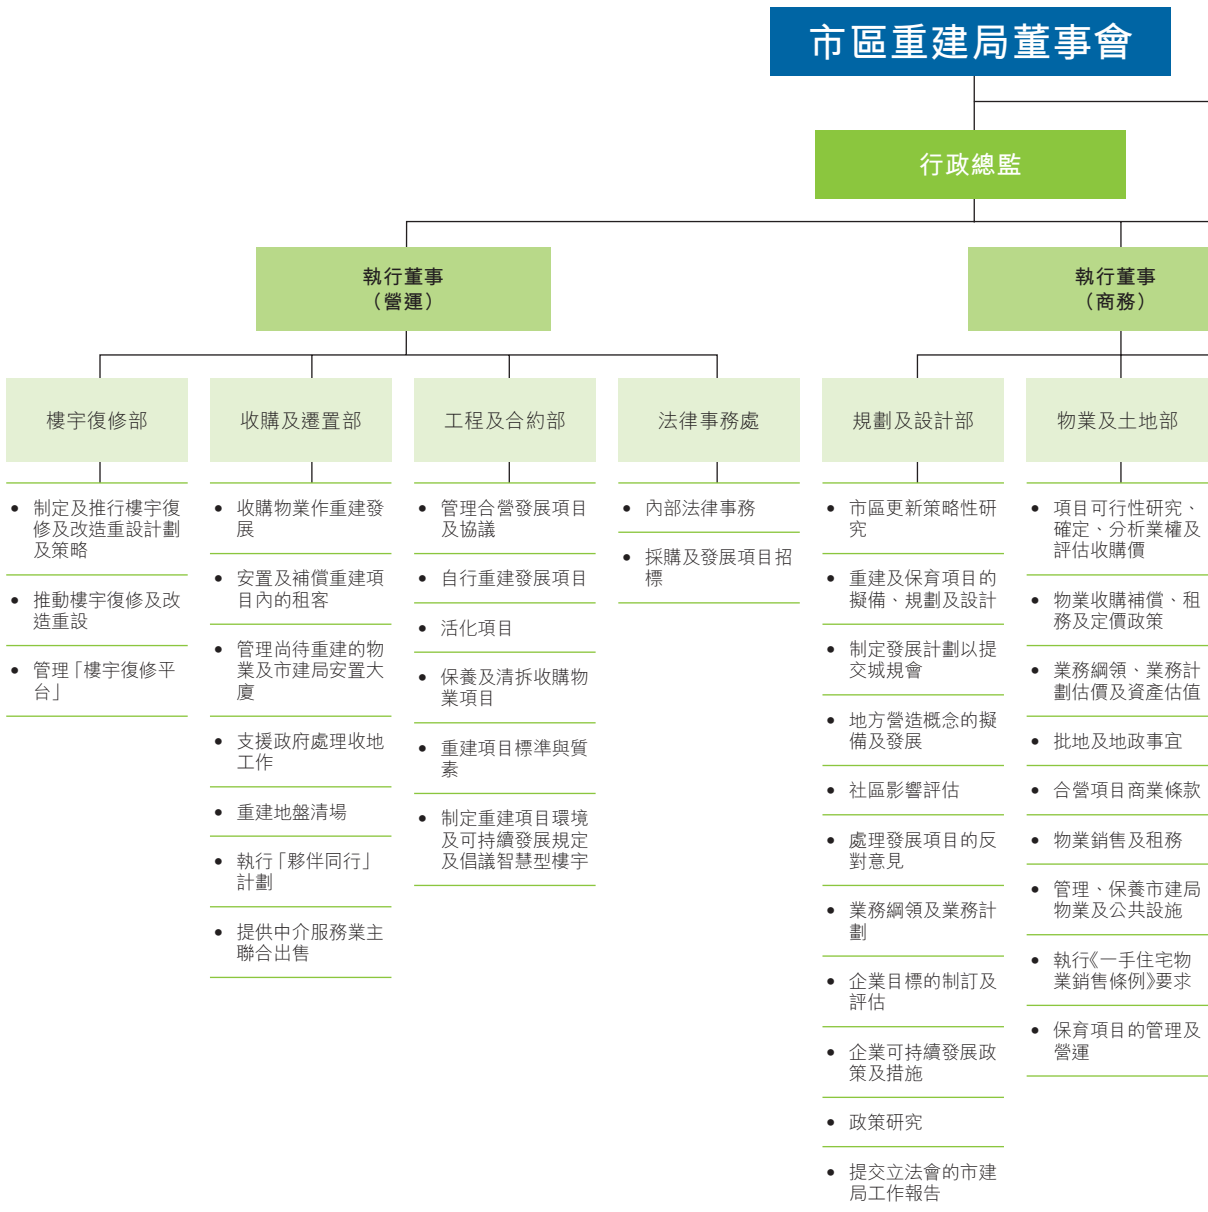 市區重建局董事會
行政總監
執行董事
（營運）
執行董事
（商務）
樓宇復修部
• 制定及推行樓宇復
修及改造重設計劃
及策略
• 推動樓宇復修及改
造重設
• 管理「樓宇復修平
台」
收購及遷置部
• 收購物業作重建發
展
• 安置及補償重建項
目內的租客
• 管理尚待重建的物
業及市建局安置大
廈
• 支援政府處理收地
工作
• 重建地盤清場
• 執行「夥伴同行」
計劃
• 提供中介服務業主
聯合出售
工程及合約部
• 管理合營發展項目
及協議
• 自行重建發展項目
• 活化項目
• 保養及清拆收購物
業項目
• 重建項目標準與質
素
• 制定重建項目環境
及可持續發展規定
及倡議智慧型樓宇
法律事務處
• 內部法律事務
• 採購及發展項目招
標
規劃及設計部
• 市區更新策略性研
究
• 重建及保育項目的
擬備、規劃及設計
• 制定發展計劃以提
交城規會
• 地方營造概念的擬
備及發展
• 社區影響評估
• 處理發展項目的反
對意見
• 業務綱領及業務計
劃
• 企業目標的制訂及
評估
• 企業可持續發展政
策及措施
• 政策研究
• 提交立法會的市建
局工作報告
物業及土地部
• 項目可行性研究、
確定、分析業權及
評估收購價
• 物業收購補償、租
務及定價政策
• 業務綱領、業務計
劃估價及資產估值
• 批地及地政事宜
• 合營項目商業條款
• 物業銷售及租務
• 管理、保養市建局
物業及公共設施
• 執行《一手住宅物
業銷售條例》要求
• 保育項目的管理及
營運